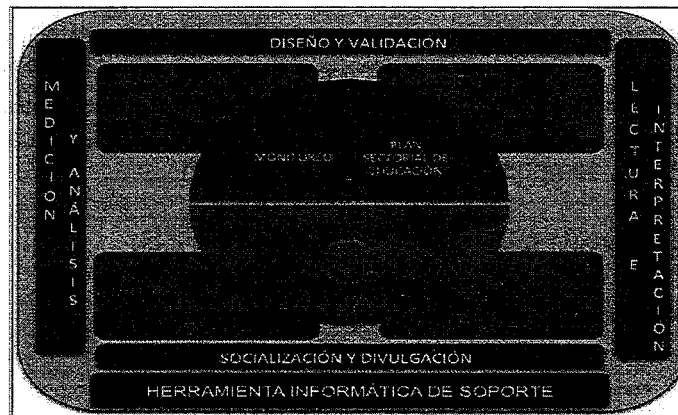 DISEÑO Y VALIDACIÓN
MEDICIÓN
Y ANÁLISIS
MONITOREO
PLAN
SECTORIAL DE
EDUCACIÓN
LECTURA E
INTERPRETACIÓN
SOCIALIZACIÓN Y DIVULGACIÓN
HERRAMIENTA INFORMÁTICA DE SOPORTE